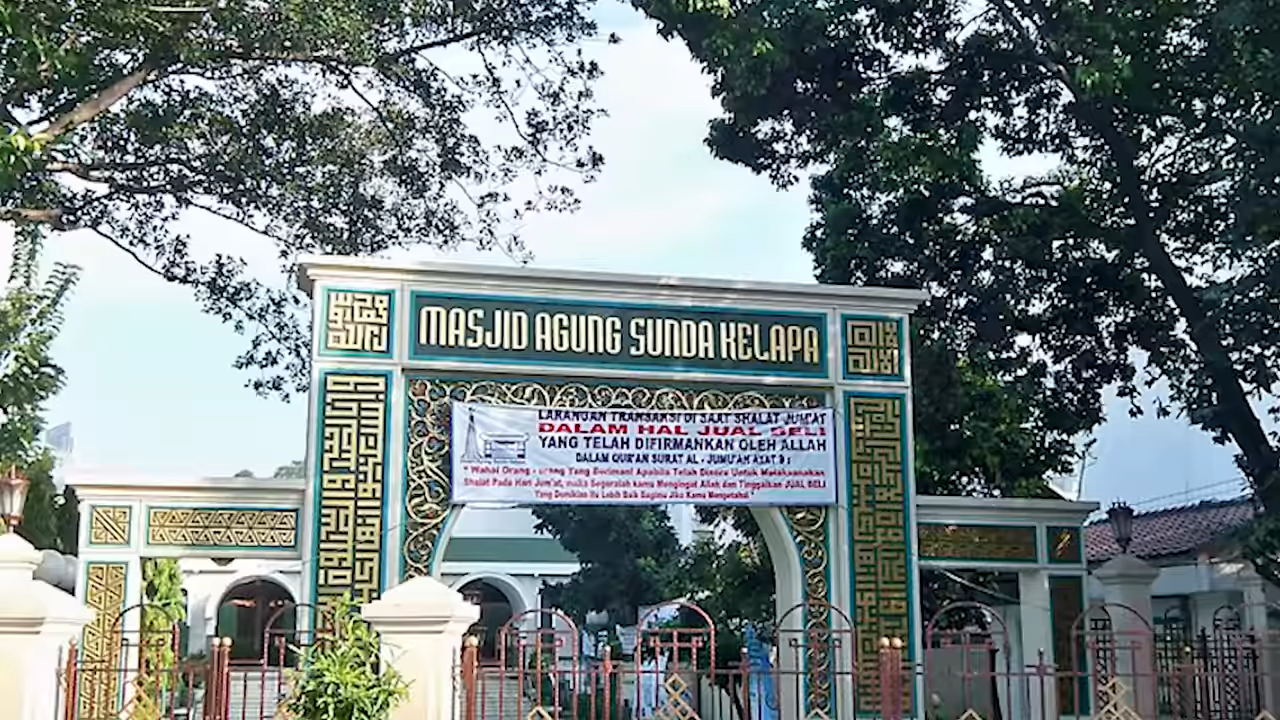 MASJID AGUNG SUNDA KELAPA
LARANGAN TRANSAKSI DI SAAT SHALAT JUM'AT
DALAM HAL JUAL BELI
YANG TELAH DIFIRMANKAN OLEH ALLAH
DALAM QUR'AN SURAT AL - JUMU'AH AYAT 9 :
" Wahai Orang - orang Yang Beriman! Apabila Telah Diseru Untuk Melaksanakan
Shalat Pada Hari Jum'at, maka Segeralah kamu Mengingat Allah dan Tinggalkan JUAL BELI
Yang Demikian Itu Lebih Baik Bagimu Jika Kamu Mengetahui "